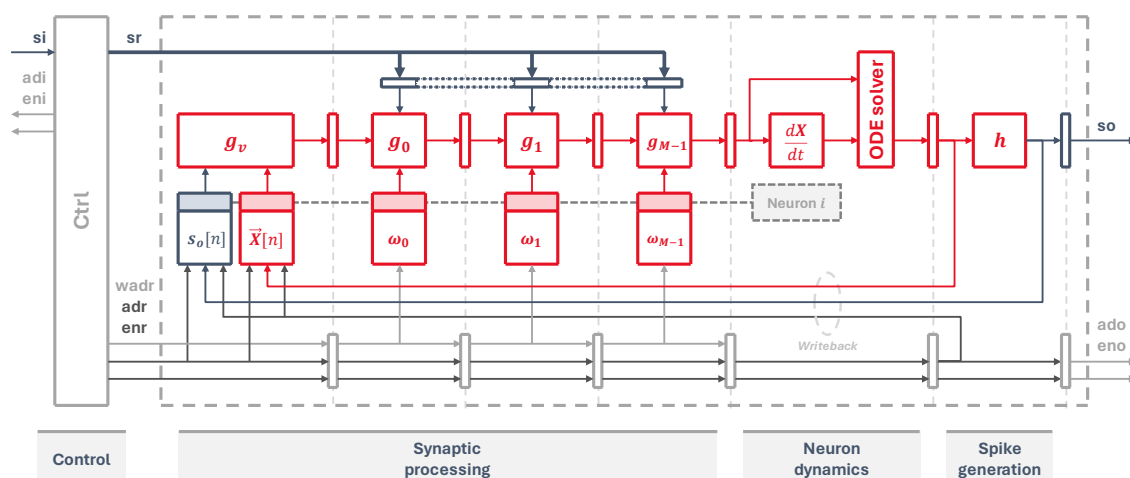 si
sr
adi
eni
Ctrl
g_v
g_0
g_1
g_{M-1}
dX/dt
ODE solver
h
so
s_o[n]
\vec{X}[n]
ω_0
ω_1
ω_{M-1}
Neuron i
wadr
adr
enr
Writeback
ado
eno
Control
Synaptic
processing
Neuron
dynamics
Spike
generation